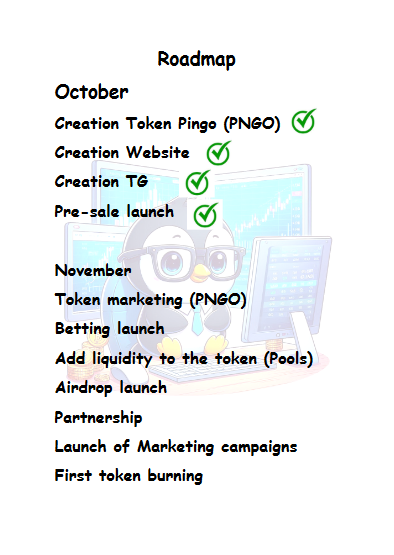 Roadmap
October
Creation Token Pingo (PNGO)
Creation Website
Creation TG
Pre-sale launch
November
Token marketing (PNGO)
Betting launch
Add liquidity to the token (Pools)
Airdrop launch
Partnership
Launch of Marketing campaigns
First token burning